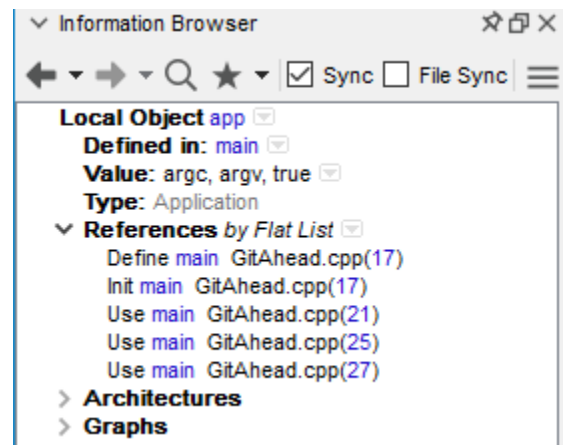 Information Browser
Sync File Sync
Local Object app
Defined in: main
Value: argc, argv, true
Type: Application
References by Flat List
Define main GitAhead.cpp(17)
Init main GitAhead.cpp(17)
Use main GitAhead.cpp(21)
Use main GitAhead.cpp(25)
Use main GitAhead.cpp(27)
Architectures
Graphs